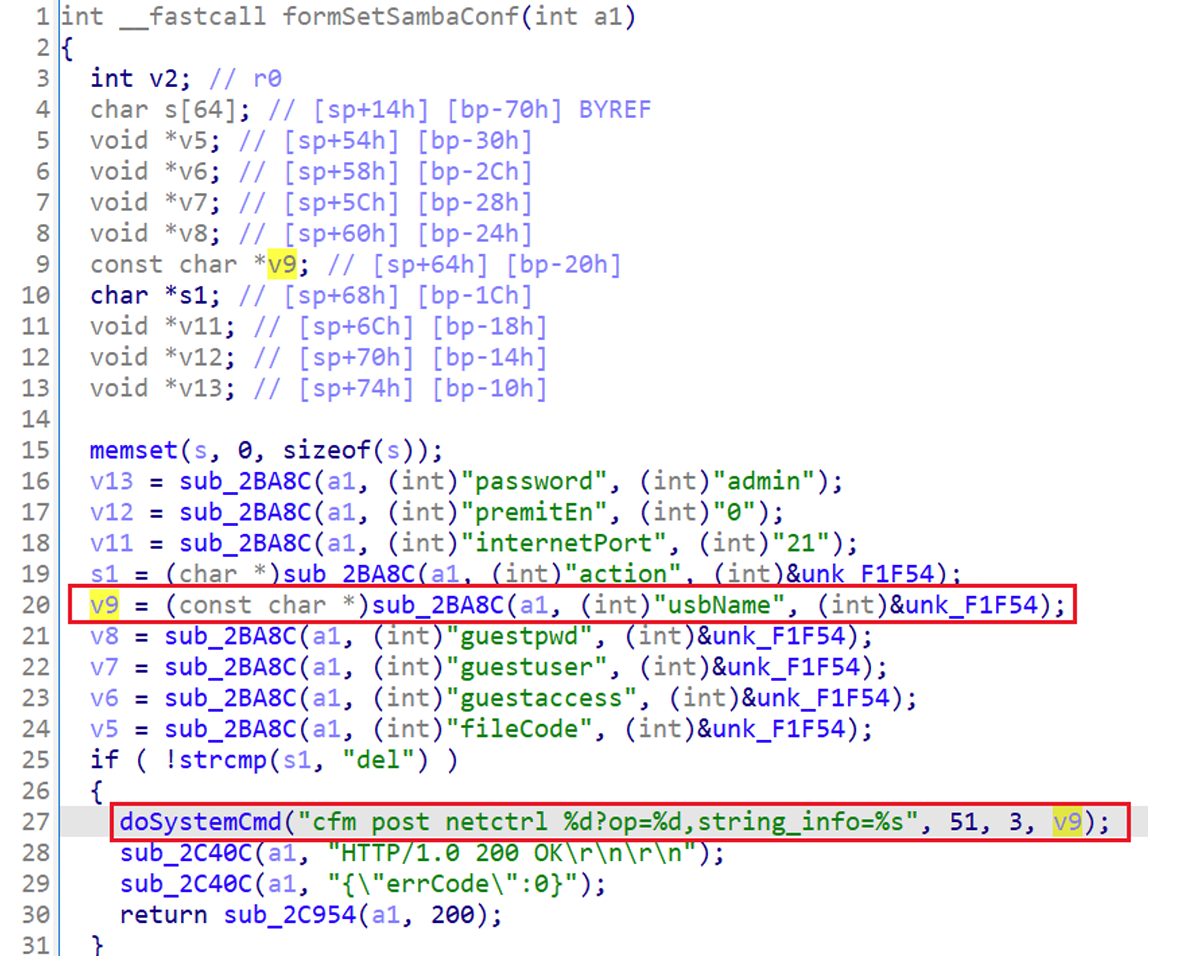 1 int __fastcall formSetSambaConf(int a1)
2 {
3 int v2; // r0
4 char s[64]; // [sp+14h] [bp-70h] BYREF
5 void *v5; // [sp+54h] [bp-30h]
6 void *v6; // [sp+58h] [bp-2Ch]
7 void *v7; // [sp+5Ch] [bp-28h]
8 void *v8; // [sp+60h] [bp-24h]
9 const char *v9; // [sp+64h] [bp-20h]
10 char *s1; // [sp+68h] [bp-1Ch]
11 void *v11; // [sp+6Ch] [bp-18h]
12 void *v12; // [sp+70h] [bp-14h]
13 void *v13; // [sp+74h] [bp-10h]
14
15 memset(s, 0, sizeof(s));
16 v13 = sub_2BA8C(a1, (int)"password", (int)"admin");
17 v12 = sub_2BA8C(a1, (int)"premitEn", (int)"0");
18 v11 = sub_2BA8C(a1, (int)"internetPort", (int)"21");
19 s1 = (char *)sub_2BA8C(a1, (int)"action", (int)&unk_F1F54);
20 v9 = (const char *)sub_2BA8C(a1, (int)"usbName", (int)&unk_F1F54);
21 v8 = sub_2BA8C(a1, (int)"guestpwd", (int)&unk_F1F54);
22 v7 = sub_2BA8C(a1, (int)"guestuser", (int)&unk_F1F54);
23 v6 = sub_2BA8C(a1, (int)"guestaccess", (int)&unk_F1F54);
24 v5 = sub_2BA8C(a1, (int)"fileCode", (int)&unk_F1F54);
25 if ( !strcmp(s1, "del") )
26 {
27 doSystemCmd("cfm post netctrl %d?op=%d,string_info=%s", 51, 3, v9);
28 sub_2C40C(a1, "HTTP/1.0 200 OK\r\n\r\n");
29 sub_2C40C(a1, "{\"errCode\":0}");
30 return sub_2C954(a1, 200);
31 }